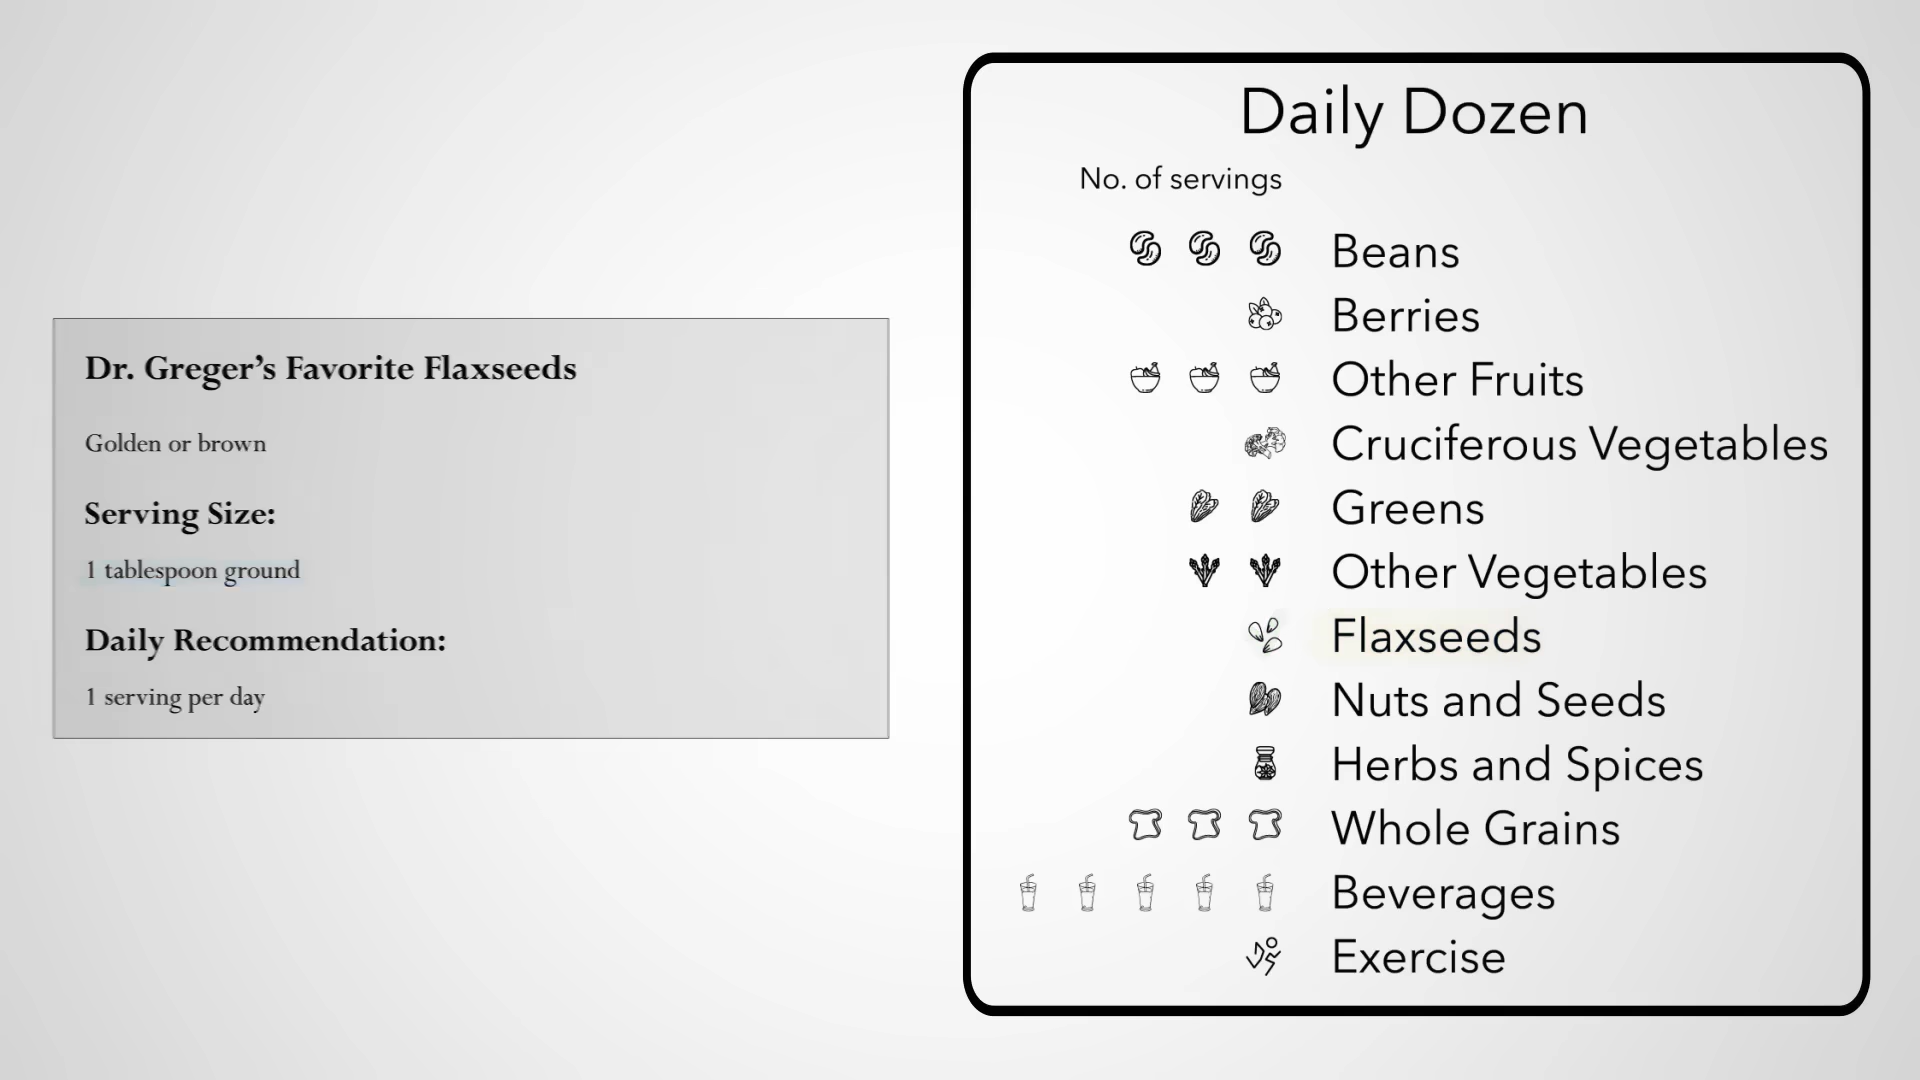 Dr. Greger’s Favorite Flaxseeds
Golden or brown
Serving Size:
1 tablespoon ground
Daily Recommendation:
1 serving per day
Daily Dozen
No. of servings
Beans
Berries
Other Fruits
Cruciferous Vegetables
Greens
Other Vegetables
Flaxseeds
Nuts and Seeds
Herbs and Spices
Whole Grains
Beverages
Exercise